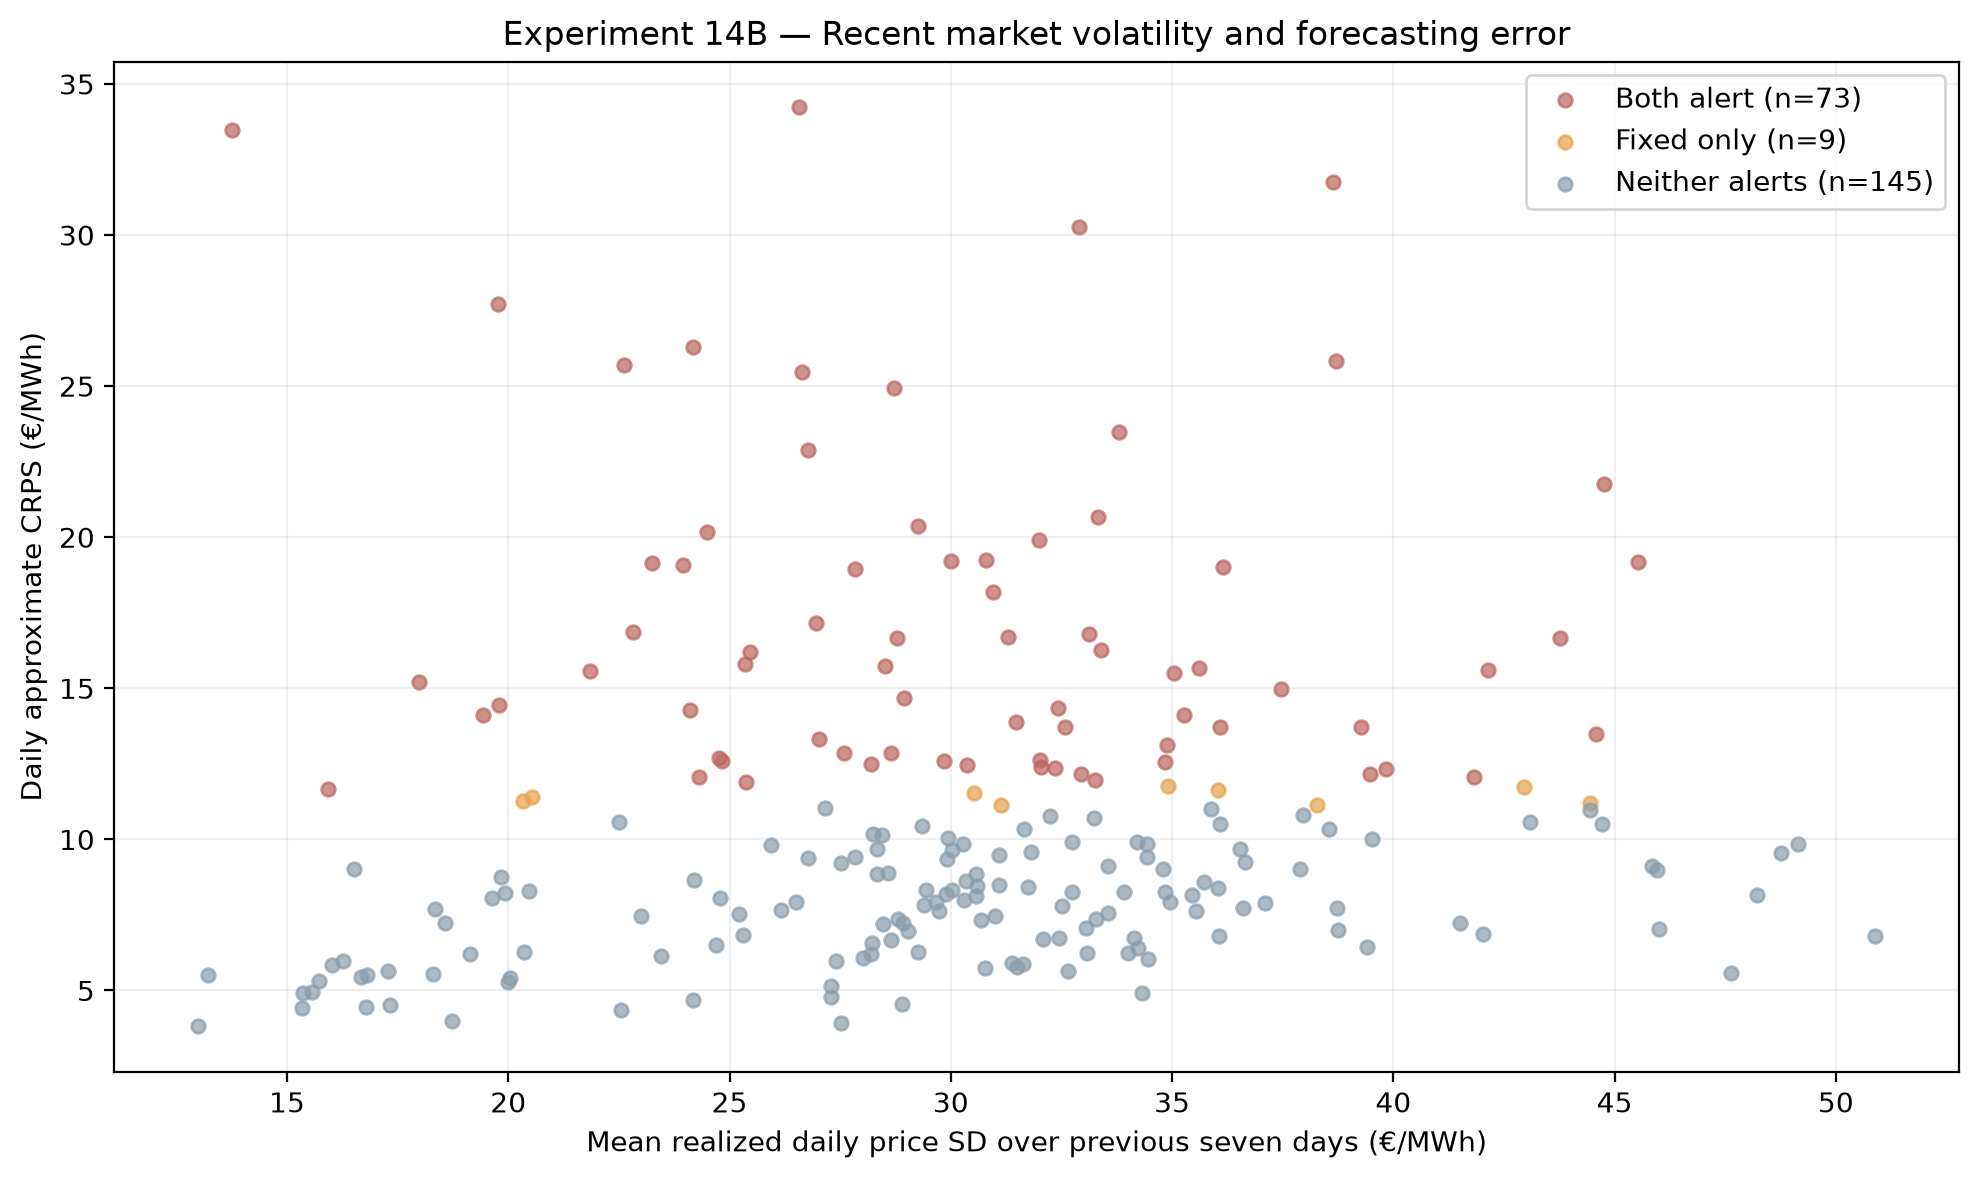 Experiment 14B — Recent market volatility and forecasting error
Both alert (n=73)
Fixed only (n=9)
Neither alerts (n=145)
Daily approximate CRPS (€/MWh)
35
30
25
20
15
10
5
15 20 25 30 35 40 45 50
Mean realized daily price SD over previous seven days (€/MWh)